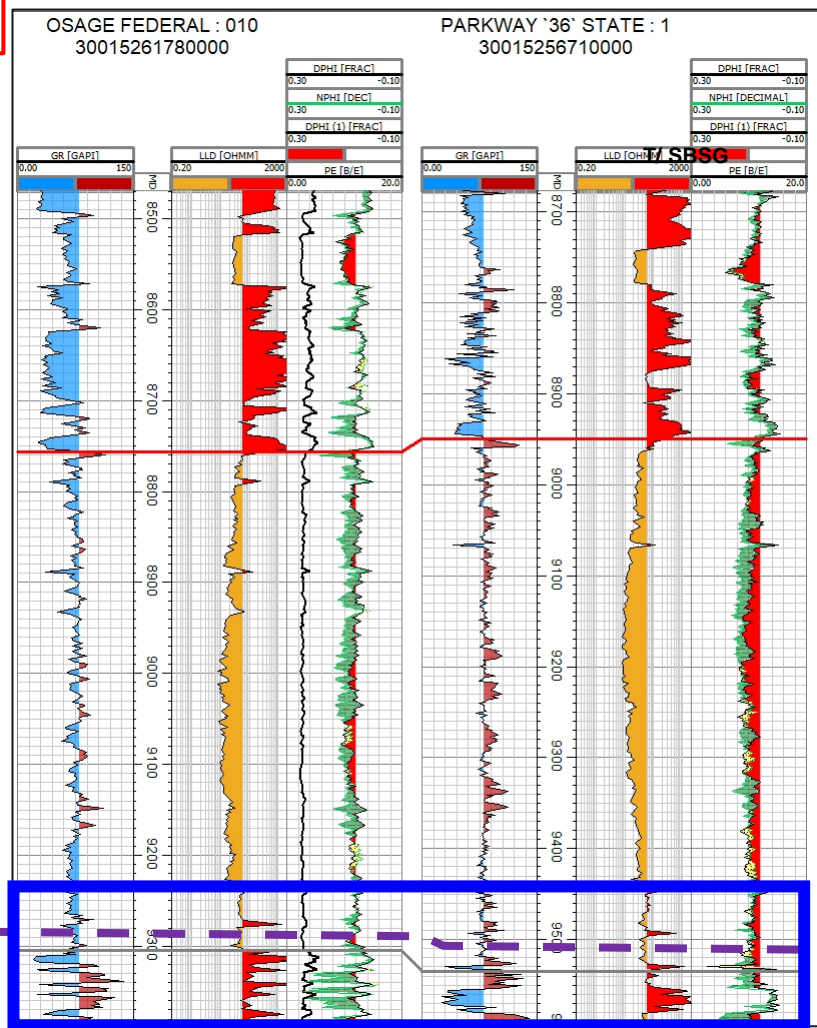 OSAGE FEDERAL : 010
30015261780000
PARKWAY `36` STATE : 1
30015256710000
DPHI [FRAC]
0.30 -0.10
NPHI [DEC]
0.30 -0.10
DPHI (1) [FRAC]
0.30 -0.10
GR [GAPI]
0.00 150
MD
LLD [OHMM]
0.20 2000
PE [B/E]
0.00 20.0
DPHI [FRAC]
0.30 -0.10
NPHI [DECIMAL]
0.30 -0.10
DPHI (1) [FRAC]
0.30 -0.10
T/ SBSG
GR [GAPI]
0.00 150
MD
LLD [OHMM]
0.20 2000
PE [B/E]
0.00 20.0
8500
8600
8700
8800
8900
9000
9100
9200
9300
8700
8800
8900
9000
9100
9200
9300
9400
9500